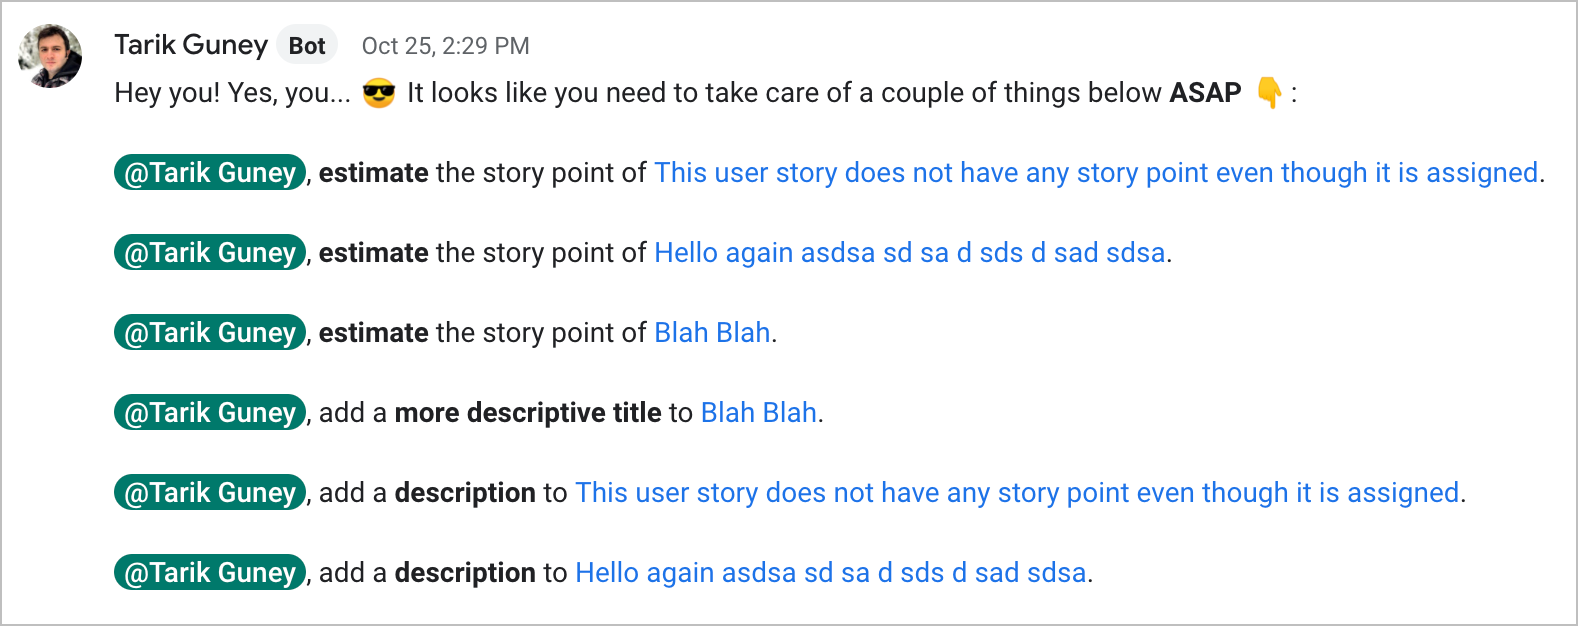 Tarik Guney Bot Oct 25, 2:29 PM
Hey you! Yes, you... 😎 It looks like you need to take care of a couple of things below ASAP 👇 :
@Tarik Guney, estimate the story point of This user story does not have any story point even though it is assigned.
@Tarik Guney, estimate the story point of Hello again asdsa sd sa d sds d sad sdsa.
@Tarik Guney, estimate the story point of Blah Blah.
@Tarik Guney, add a more descriptive title to Blah Blah.
@Tarik Guney, add a description to This user story does not have any story point even though it is assigned.
@Tarik Guney, add a description to Hello again asdsa sd sa d sds d sad sdsa.